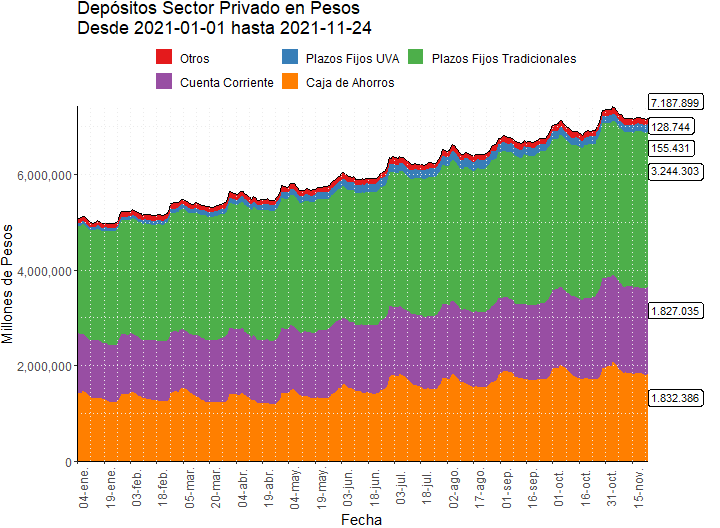 Depósitos Sector Privado en Pesos
Desde 2021-01-01 hasta 2021-11-24
Otros
Plazos Fijos UVA
Plazos Fijos Tradicionales
Cuenta Corriente
Caja de Ahorros
7.187.899
128.744
155.431
3.244.303
1.827.035
1.832.386
Millones de Pesos
6,000,000
4,000,000
2,000,000
0
04-ene.
19-ene.
03-feb.
18-feb.
05-mar.
20-mar.
04-abr.
19-abr.
04-may.
19-may.
03-jun.
18-jun.
03-jul.
18-jul.
02-ago.
17-ago.
01-sep.
16-sep.
01-oct.
16-oct.
31-oct.
15-nov.
Fecha